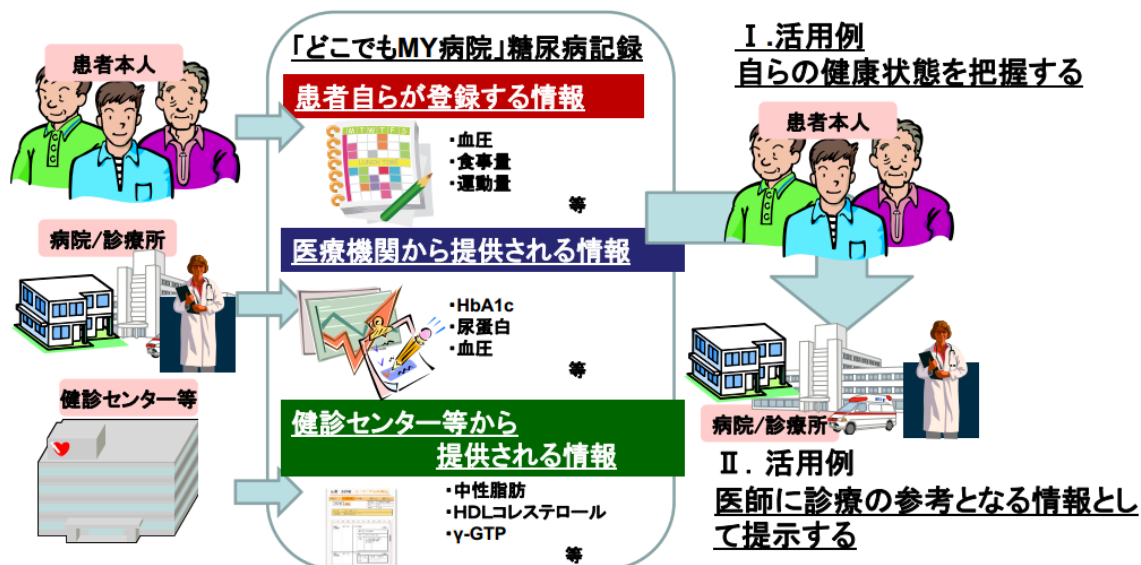 患者本人
病院/診療所
健診センター等
「どこでもMY病院」糖尿病記録
患者自らが登録する情報
・血圧
・食事量
・運動量
等
医療機関から提供される情報
・HbA1c
・尿蛋白
・血圧
等
健診センター等から
提供される情報
・中性脂肪
・HDLコレステロール
・γ-GTP
等
Ⅰ.活用例
自らの健康状態を把握する
患者本人
病院/診療所
Ⅱ. 活用例
医師に診療の参考となる情報とし
て提示する